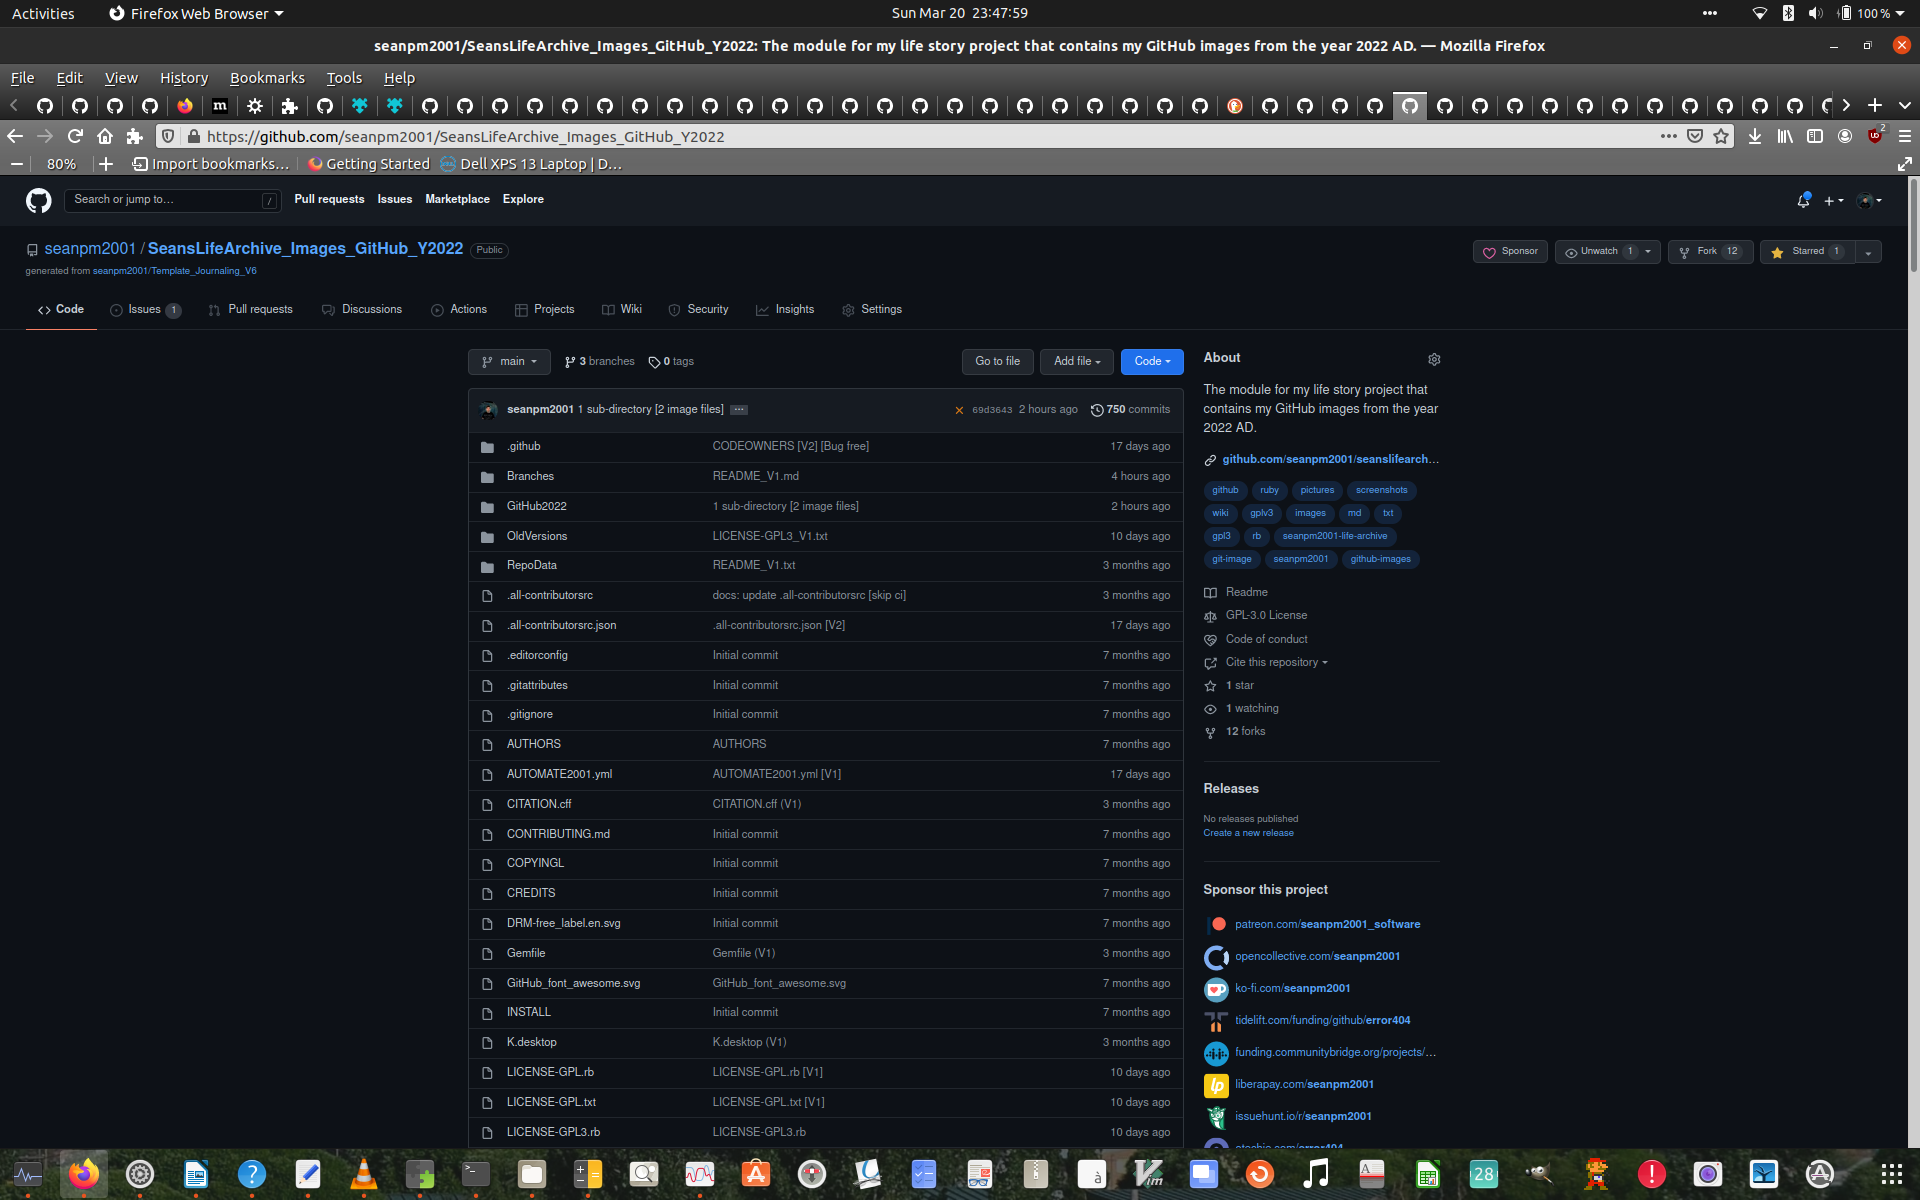 Activities
Firefox Web Browser
Sun Mar 20 23:47:59
100 %
seanpm2001/SeansLifeArchive_Images_GitHub_Y2022: The module for my life story project that contains my GitHub images from the year 2022 AD. — Mozilla Firefox
File Edit View History Bookmarks Tools Help
https://github.com/seanpm2001/SeansLifeArchive_Images_GitHub_Y2022
2
80%
Import bookmarks…
Getting Started
Dell XPS 13 Laptop | D…
Search or jump to…
/
Pull requests Issues Marketplace Explore
seanpm2001 / SeansLifeArchive_Images_GitHub_Y2022 Public
generated from seanpm2001/Template_Journaling_V6
Sponsor Unwatch 1 Fork 12 Starred 1
Code Issues 1 Pull requests Discussions Actions Projects Wiki Security Insights Settings
main 3 branches 0 tags Go to file Add file Code
seanpm2001 1 sub-directory [2 image files] ... 69d3643 2 hours ago 750 commits
.github CODEOWNERS [V2] [Bug free] 17 days ago
Branches README_V1.md 4 hours ago
GitHub2022 1 sub-directory [2 image files] 2 hours ago
OldVersions LICENSE-GPL3_V1.txt 10 days ago
RepoData README_V1.txt 3 months ago
.all-contributorsrc docs: update .all-contributorsrc [skip ci] 3 months ago
.all-contributorsrc.json .all-contributorsrc.json [V2] 17 days ago
.editorconfig Initial commit 7 months ago
.gitattributes Initial commit 7 months ago
.gitignore Initial commit 7 months ago
AUTHORS AUTHORS 7 months ago
AUTOMATE2001.yml AUTOMATE2001.yml [V1] 17 days ago
CITATION.cff CITATION.cff (V1) 3 months ago
CONTRIBUTING.md Initial commit 7 months ago
COPYINGL Initial commit 7 months ago
CREDITS Initial commit 7 months ago
DRM-free_label.en.svg Initial commit 7 months ago
Gemfile Gemfile (V1) 3 months ago
GitHub_font_awesome.svg GitHub_font_awesome.svg 7 months ago
INSTALL Initial commit 7 months ago
K.desktop K.desktop (V1) 3 months ago
LICENSE-GPL.rb LICENSE-GPL.rb [V1] 10 days ago
LICENSE-GPL.txt LICENSE-GPL.txt [V1] 10 days ago
LICENSE-GPL3.rb LICENSE-GPL3.rb 10 days ago
About
The module for my life story project that
contains my GitHub images from the year
2022 AD.
github.com/seanpm2001/seanslifearch…
github ruby pictures screenshots
wiki gplv3 images md txt
gpl3 rb seanpm2001-life-archive
git-image seanpm2001 github-images
Readme
GPL-3.0 License
Code of conduct
Cite this repository
1 star
1 watching
12 forks
Releases
No releases published
Create a new release
Sponsor this project
patreon.com/seanpm2001_software
opencollective.com/seanpm2001
ko-fi.com/seanpm2001
tidelift.com/funding/github/error404
funding.communitybridge.org/projects/…
liberapay.com/seanpm2001
issuehunt.io/r/seanpm2001
otechie.com/error404
28